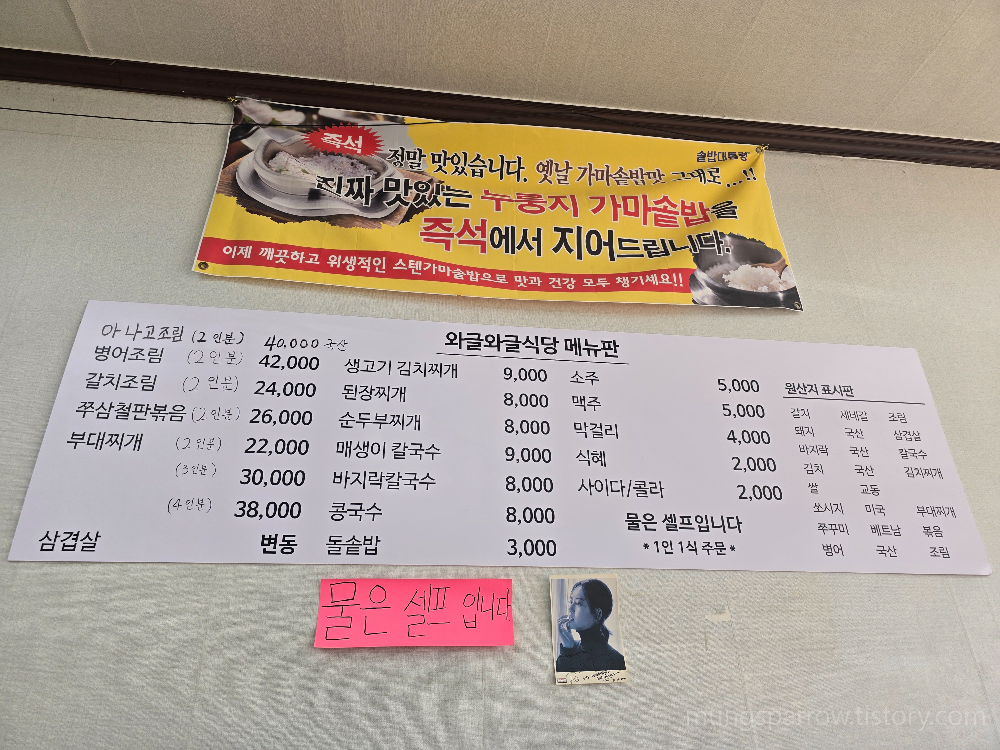 즉석
솥밥대통령
정말 맛있습니다. 옛날 가마솥밥맛 그대로...!!
진짜 맛있는 누룽지 가마솥밥을
즉석에서 지어드립니다.
이제 깨끗하고 위생적인 스텐가마솥밥으로 맛과 건강 모두 챙기세요!!
와글와글식당 메뉴판
아나고조림 (2인분) 40.000 국산
병어조림 (2인분) 42,000
갈치조림 (2인분) 24,000
쭈삼철판볶음 (2인분) 26,000
부대찌개 (2인분) 22,000
(3인분) 30,000
(4인분) 38,000
삼겹살 변동
생고기 김치찌개 9,000
된장찌개 8,000
순두부찌개 8,000
매생이 칼국수 9,000
바지락칼국수 8,000
콩국수 8,000
돌솥밥 3,000
소주 5,000
맥주 5,000
막걸리 4,000
식혜 2,000
사이다/콜라 2,000
물은 셀프입니다
*1인 1식 주문*
원산지 표시판
갈치 세네갈 조림
돼지 국산 삼겹살
바지락 국산 칼국수
김치 국산 김치찌개
쌀 교동
쏘시지 미국 부대찌개
쭈꾸미 베트남 볶음
병어 국산 조림
물은 셀프입니다
mungsparrow.tistory.com